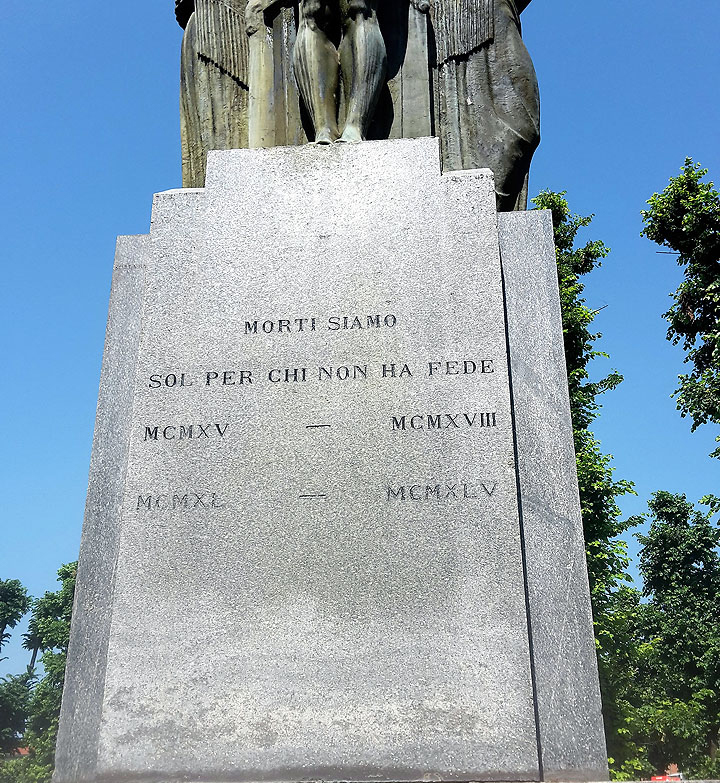 MORTI SIAMO
SOL PER CHI NON HA FEDE
MCMXV — MCMXVIII
MCMXL — MCMXLV